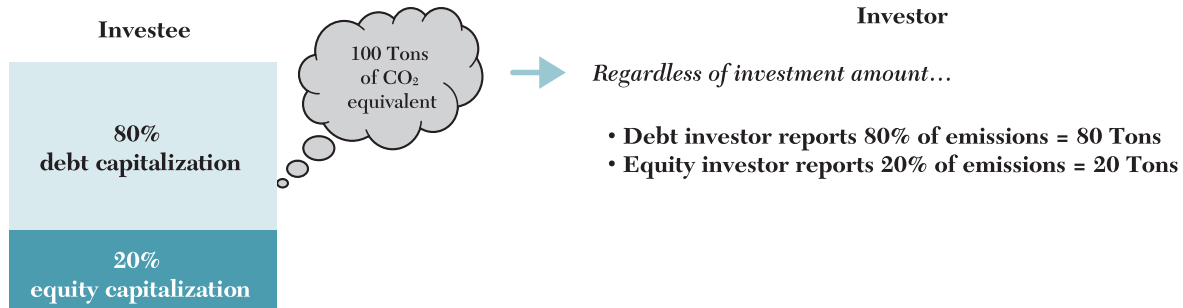 Investee
80%
debt capitalization
20%
equity capitalization
100 Tons
of CO₂
equivalent
Investor
Regardless of investment amount…
• Debt investor reports 80% of emissions = 80 Tons
• Equity investor reports 20% of emissions = 20 Tons